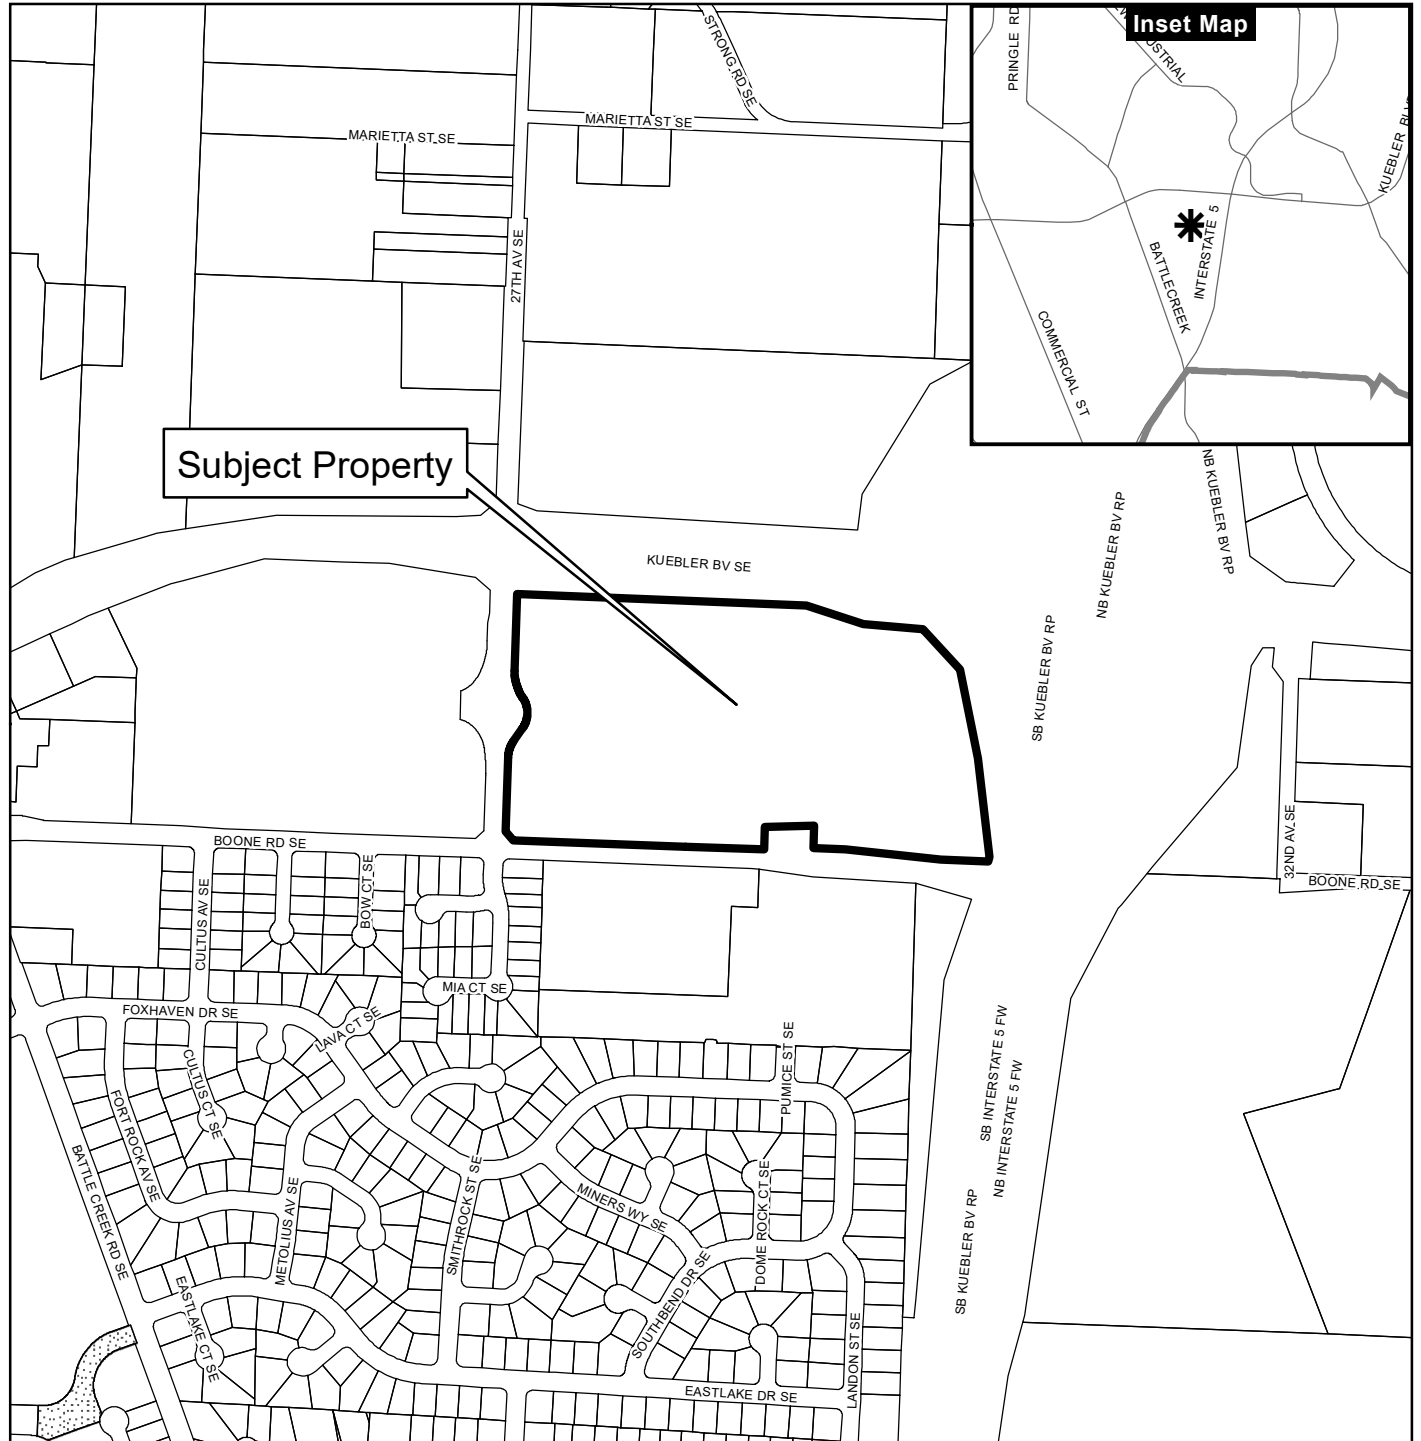 Inset Map
PRINGLE RD
USTRIAL
KUEBLER
INTERSTATE 5
BATTLECREEK
COMMERCIAL ST
STRONG RD SE
MARIETTA ST SE
MARIETTA ST SE
27TH AV SE
Subject Property
KUEBLER BV SE
NB KUEBLER BV RP
NB KUEBLER BV RP
SB KUEBLER BV RP
32ND AV SE
BOONE RD SE
BOONE RD SE
CULTUS AV SE
BOW CT SE
MIA CT SE
FOXHAVEN DR SE
LAVA CT SE
CULTUS CT SE
FORT ROCK AV SE
BATTLE CREEK RD SE
METOLIUS AV SE
SMITHROCK ST SE
MINERS WY SE
PUMICE ST SE
DOME ROCK CT SE
SOUTHBEND DR SE
EASTLAKE CT SE
EASTLAKE DR SE
LANDON ST SE
SB INTERSTATE 5 FW
NB INTERSTATE 5 FW
SB KUEBLER BV RP